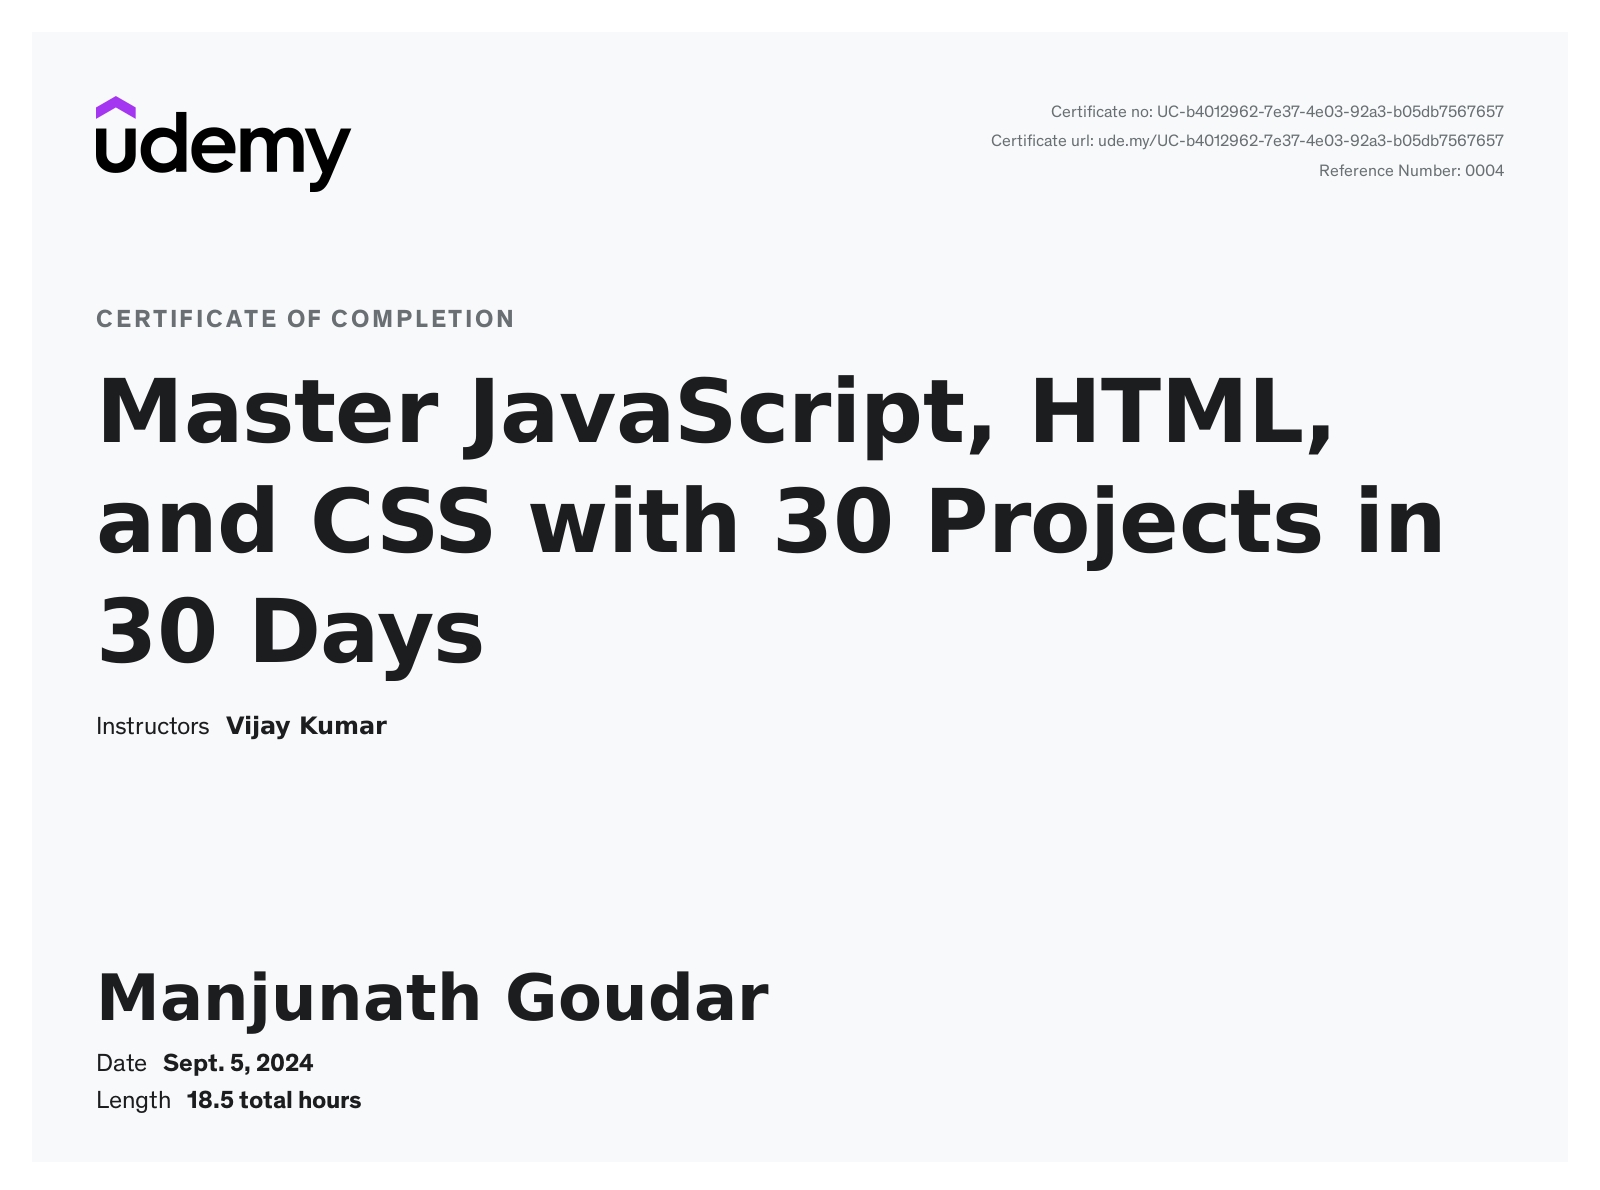 udemy
Certificate no: UC-b4012962-7e37-4e03-92a3-b05db7567657
Certificate url: ude.my/UC-b4012962-7e37-4e03-92a3-b05db7567657
Reference Number: 0004
CERTIFICATE OF COMPLETION
Master JavaScript, HTML,
and CSS with 30 Projects in
30 Days
Instructors Vijay Kumar
Manjunath Goudar
Date Sept. 5, 2024
Length 18.5 total hours